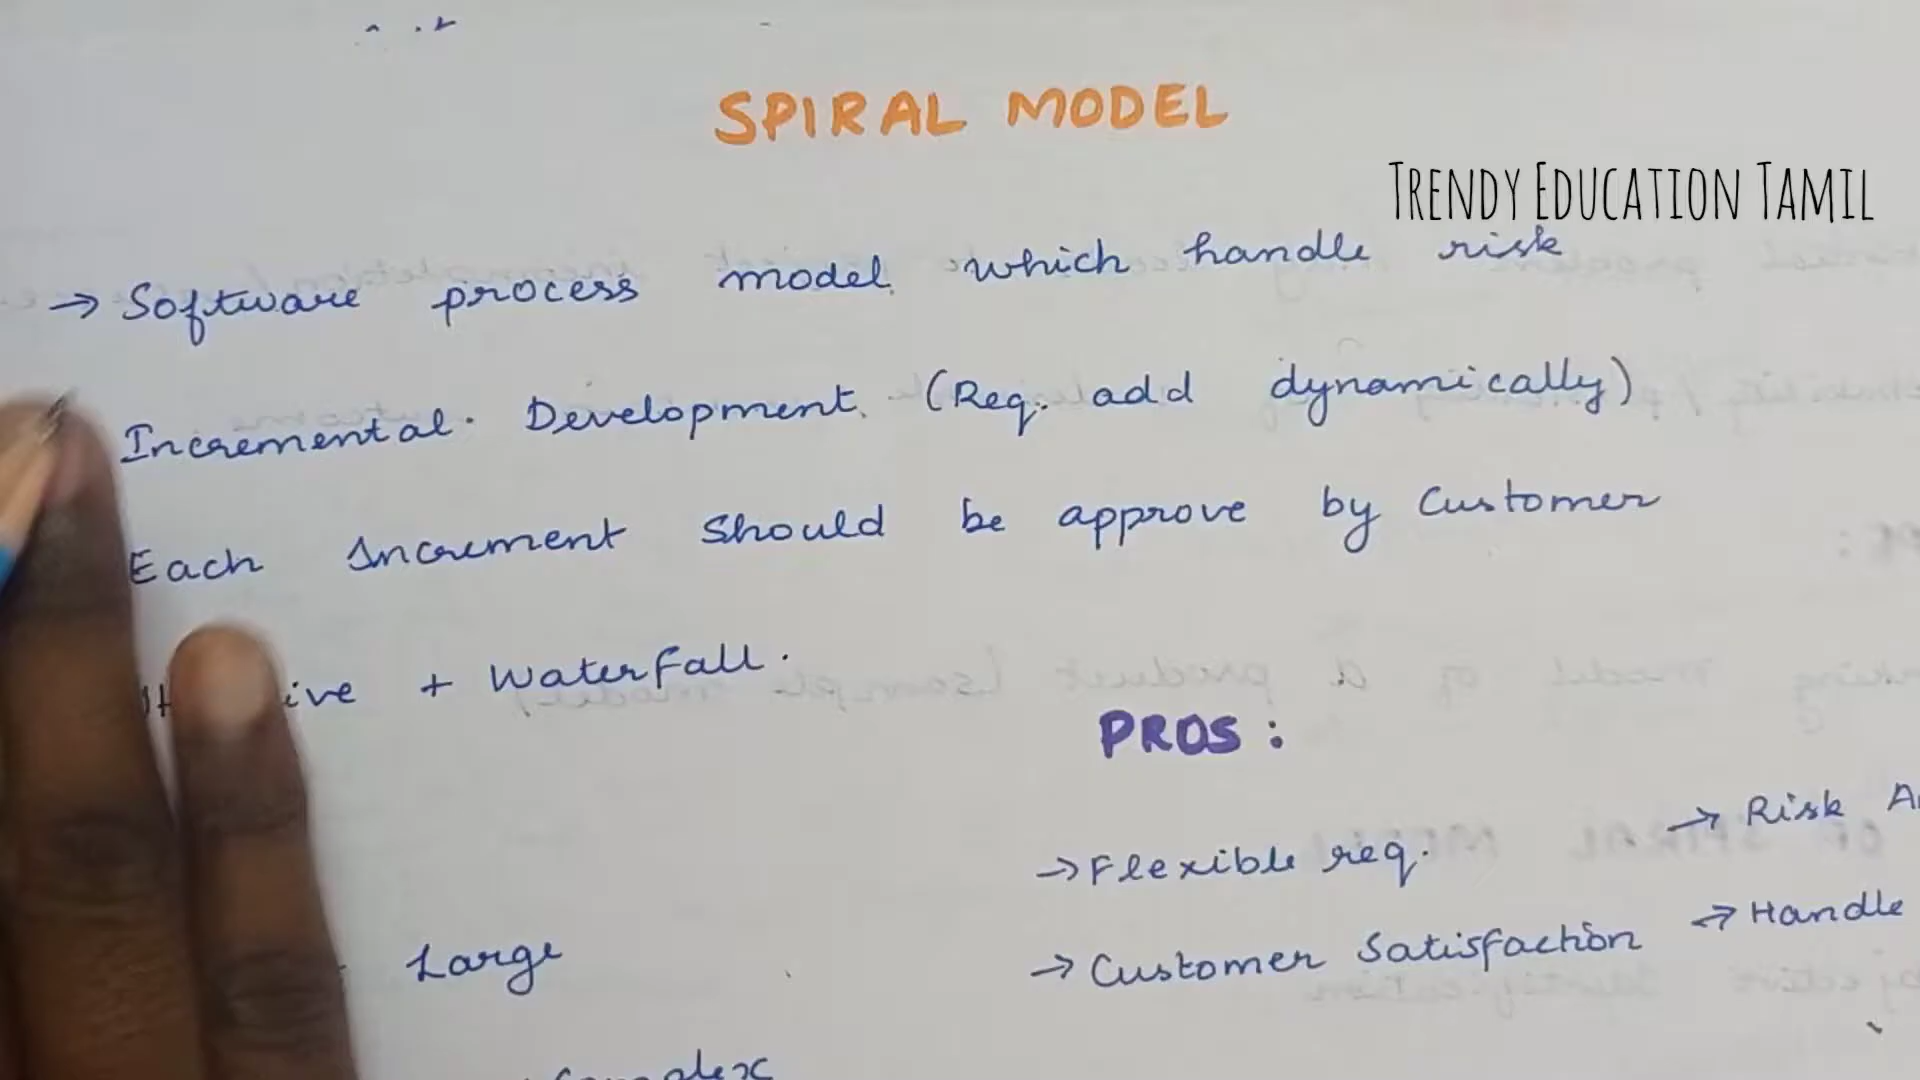 SPIRAL MODEL
TRENDY EDUCATION TAMIL
→ Software process model which handle risk
Incremental. Development. (Req. add dynamically)
Each Increment should be approve by Customer
+ Waterfall.
PROS :
→ Flexible req.
→ Risk
→ Customer Satisfaction
→ Handle
Large
Complex